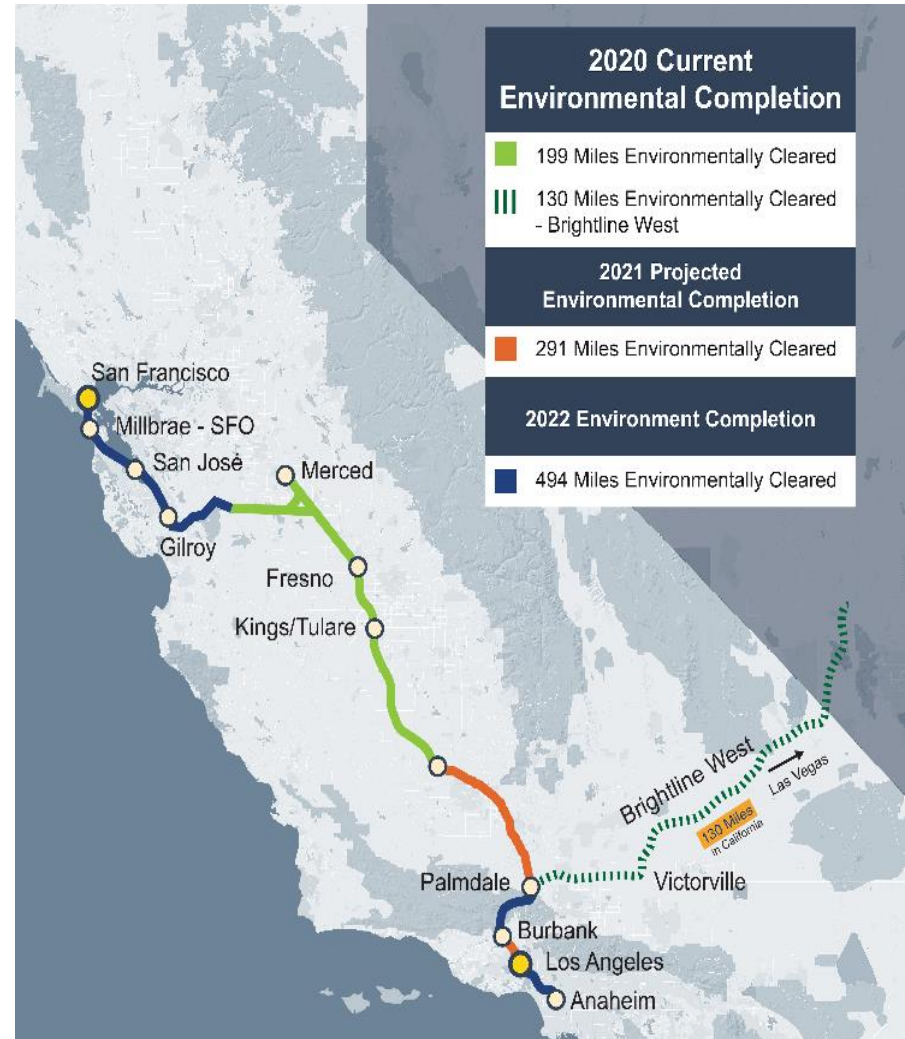 2020 Current
Environmental Completion
199 Miles Environmentally Cleared
130 Miles Environmentally Cleared
- Brightline West
2021 Projected
Environmental Completion
291 Miles Environmentally Cleared
2022 Environment Completion
494 Miles Environmentally Cleared
San Francisco
Millbrae - SFO
San José
Merced
Gilroy
Fresno
Kings/Tulare
Brightline West
Las Vegas
130 Miles
in California
Palmdale
Victorville
Burbank
Los Angeles
Anaheim